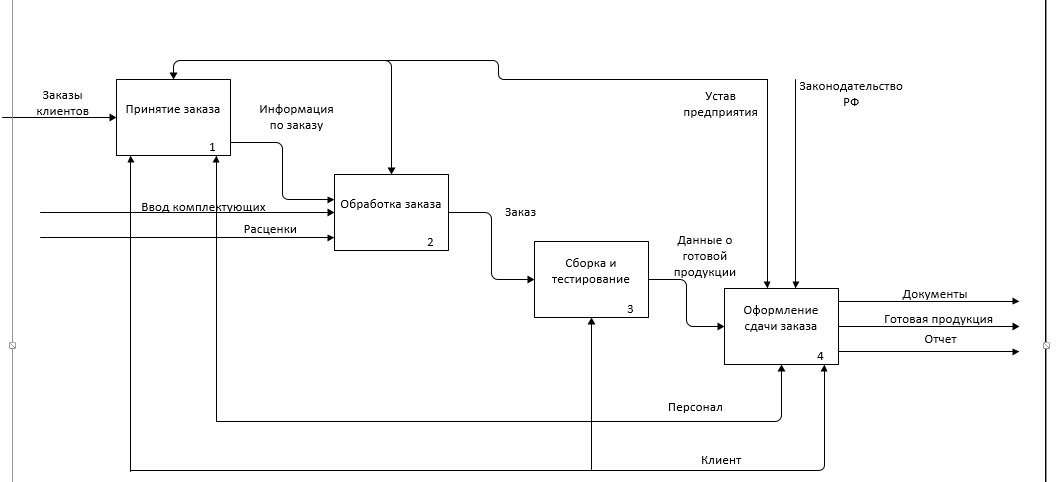 Заказы
клиентов
Принятие заказа
1
Информация
по заказу
Устав
предприятия
Законодательство
РФ
Ввод комплектующих
Расценки
Обработка заказа
2
Заказ
Сборка и
тестирование
3
Данные о
готовой
продукции
Оформление
сдачи заказа
4
Документы
Готовая продукция
Отчет
Персонал
Клиент